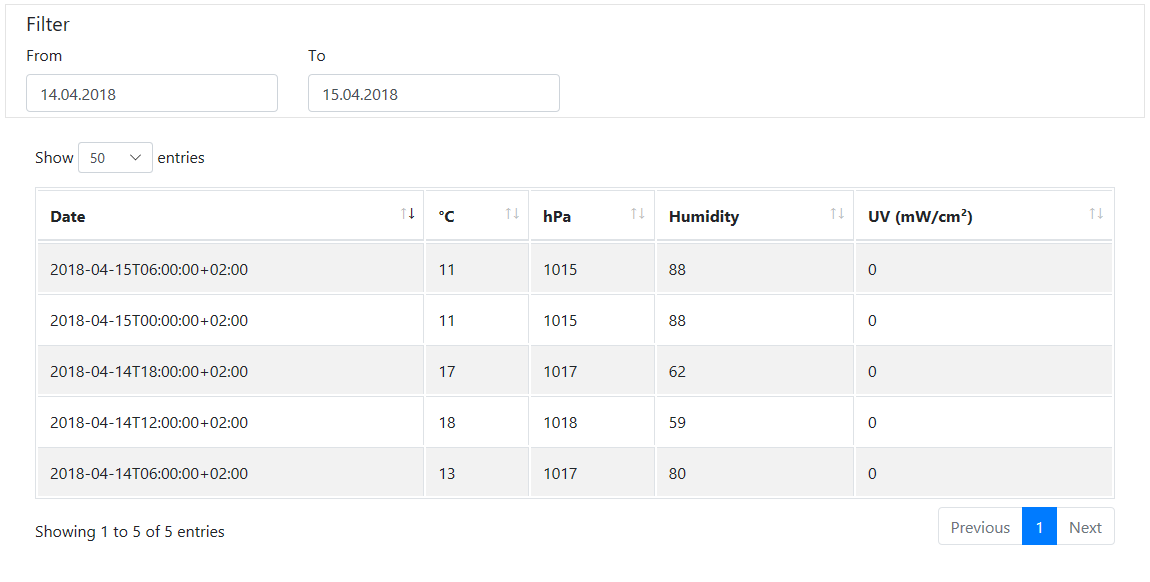 Filter
From To
14.04.2018 15.04.2018
Show 50 entries
Date °C hPa Humidity UV (mW/cm²)
2018-04-15T06:00:00+02:00 11 1015 88 0
2018-04-15T00:00:00+02:00 11 1015 88 0
2018-04-14T18:00:00+02:00 17 1017 62 0
2018-04-14T12:00:00+02:00 18 1018 59 0
2018-04-14T06:00:00+02:00 13 1017 80 0
Showing 1 to 5 of 5 entries Previous 1 Next